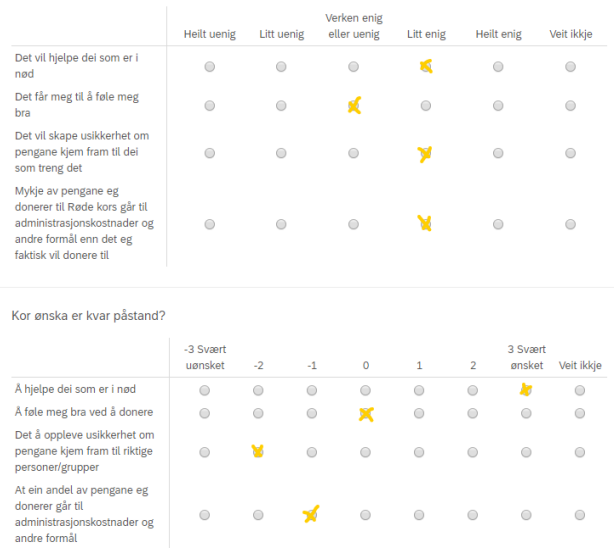 Heilt uenig Litt uenig Verken enig eller uenig Litt enig Heilt enig Veit ikkje
Det vil hjelpe dei som er i
nød
Det får meg til å føle meg
bra
Det vil skape usikkerhet om
pengane kjem fram til dei
som treng det
Mykje av pengane eg
donerer til Røde kors går til
administrasjonskostnader og
andre formål enn det eg
faktisk vil donere til
Kor ønska er kvar påstand?
-3 Svært uønsket -2 -1 0 1 2 3 Svært ønsket Veit ikkje
Å hjelpe dei som er i nød
Å føle meg bra ved å donere
Det å oppleve usikkerhet om
pengane kjem fram til riktige
personer/grupper
At ein andel av pengane eg
donerer går til
administrasjonskostnader og
andre formål